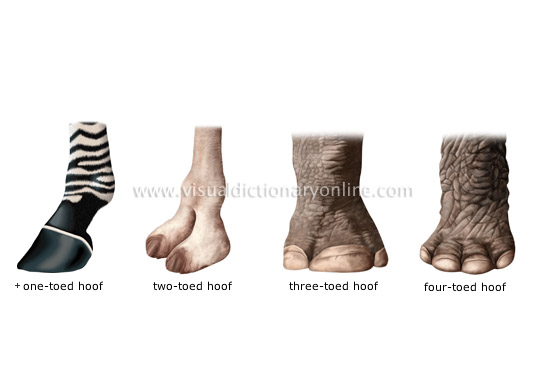 www.visualdictionaryonline.com
+ one-toed hoof
two-toed hoof
three-toed hoof
four-toed hoof